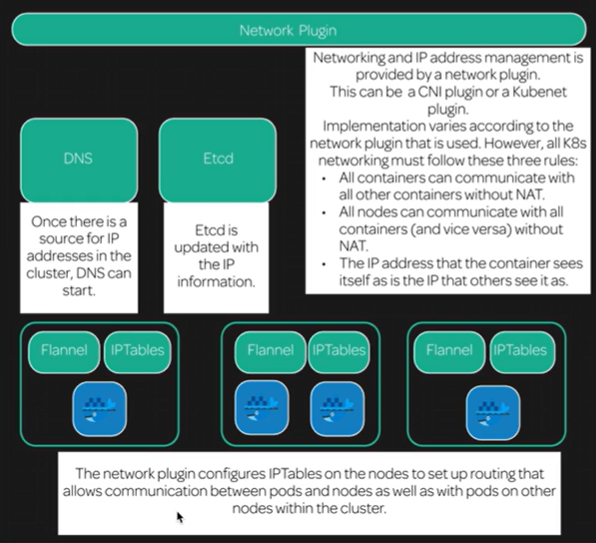 Network Plugin
Networking and IP address management is
provided by a network plugin.
This can be a CNI plugin or a Kubenet
plugin.
Implementation varies according to the
network plugin that is used. However, all K8s
networking must follow these three rules:
• All containers can communicate with
all other containers without NAT.
• All nodes can communicate with all
containers (and vice versa) without
NAT.
• The IP address that the container sees
itself as is the IP that others see it as.
DNS
Once there is a
source for IP
addresses in the
cluster, DNS can
start.
Etcd
Etcd is
updated with
the IP
information.
Flannel
IPTables
Flannel
IPTables
Flannel
IPTables
The network plugin configures IPTables on the nodes to set up routing that
allows communication between pods and nodes as well as with pods on other
nodes within the cluster.